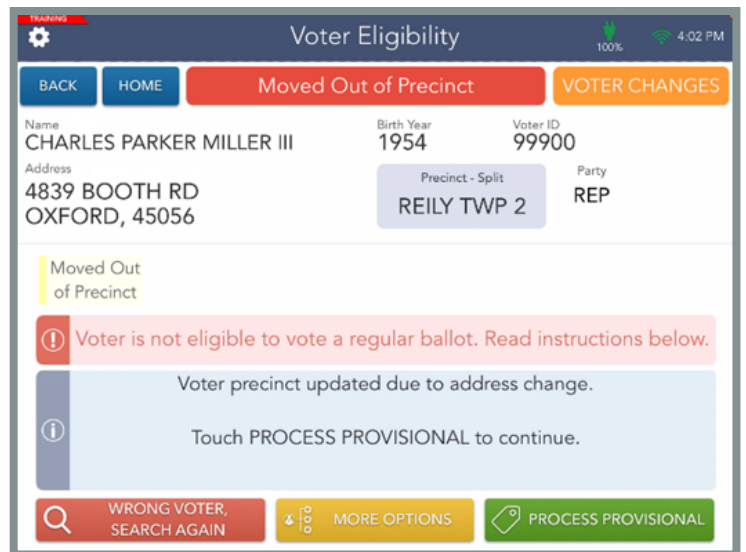 TRAINING
Voter Eligibility
100%
4:02 PM
BACK
HOME
Moved Out of Precinct
VOTER CHANGES
Name
CHARLES PARKER MILLER III
Birth Year
1954
Voter ID
99900
Address
4839 BOOTH RD
OXFORD, 45056
Precinct - Split
REILY TWP 2
Party
REP
Moved Out
of Precinct
Voter is not eligible to vote a regular ballot. Read instructions below.
Voter precinct updated due to address change.
Touch PROCESS PROVISIONAL to continue.
WRONG VOTER,
SEARCH AGAIN
MORE OPTIONS
PROCESS PROVISIONAL